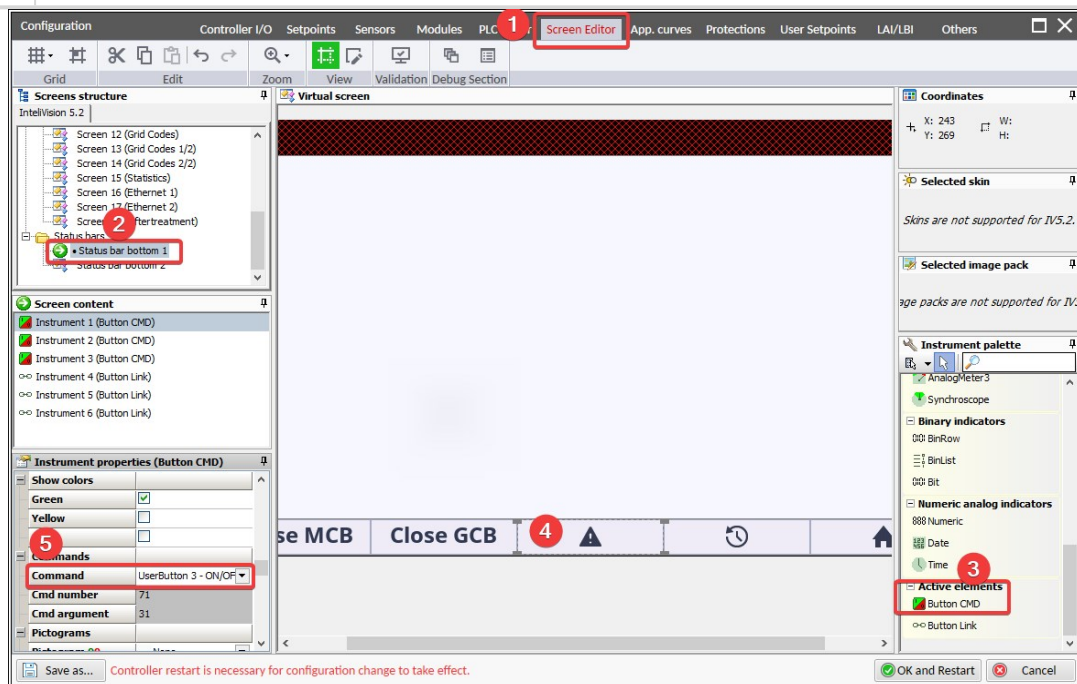 Configuration
Controller I/O Setpoints Sensors Modules PLC 1 Screen Editor App. curves Protections User Setpoints LAI/LBI Others
Grid Edit Zoom View Validation Debug Section
Screens structure
InteliVision 5.2
Screen 12 (Grid Codes)
Screen 13 (Grid Codes 1/2)
Screen 14 (Grid Codes 2/2)
Screen 15 (Statistics)
Screen 16 (Ethernet 1)
Screen 17 (Ethernet 2)
2
Status bars
• Status bar bottom 1
Status bar bottom 2
Screen content
Instrument 1 (Button CMD)
Instrument 2 (Button CMD)
Instrument 3 (Button CMD)
Instrument 4 (Button Link)
Instrument 5 (Button Link)
Instrument 6 (Button Link)
Instrument properties (Button CMD)
Show colors
Green
Yellow
5
Commands
Command UserButton 3 - ON/OF
Cmd number 71
Cmd argument 31
Pictograms
Virtual screen
se MCB Close GCB 4
Coordinates
X: 243 W:
Y: 269 H:
Selected skin
Skins are not supported for IV5.2.
Selected image pack
age packs are not supported for IV
Instrument palette
AnalogMeter3
Synchroscope
Binary indicators
BinRow
BinList
Bit
Numeric analog indicators
888 Numeric
Date
Time
3
Active elements
Button CMD
Button Link
Save as... Controller restart is necessary for configuration change to take effect. OK and Restart Cancel